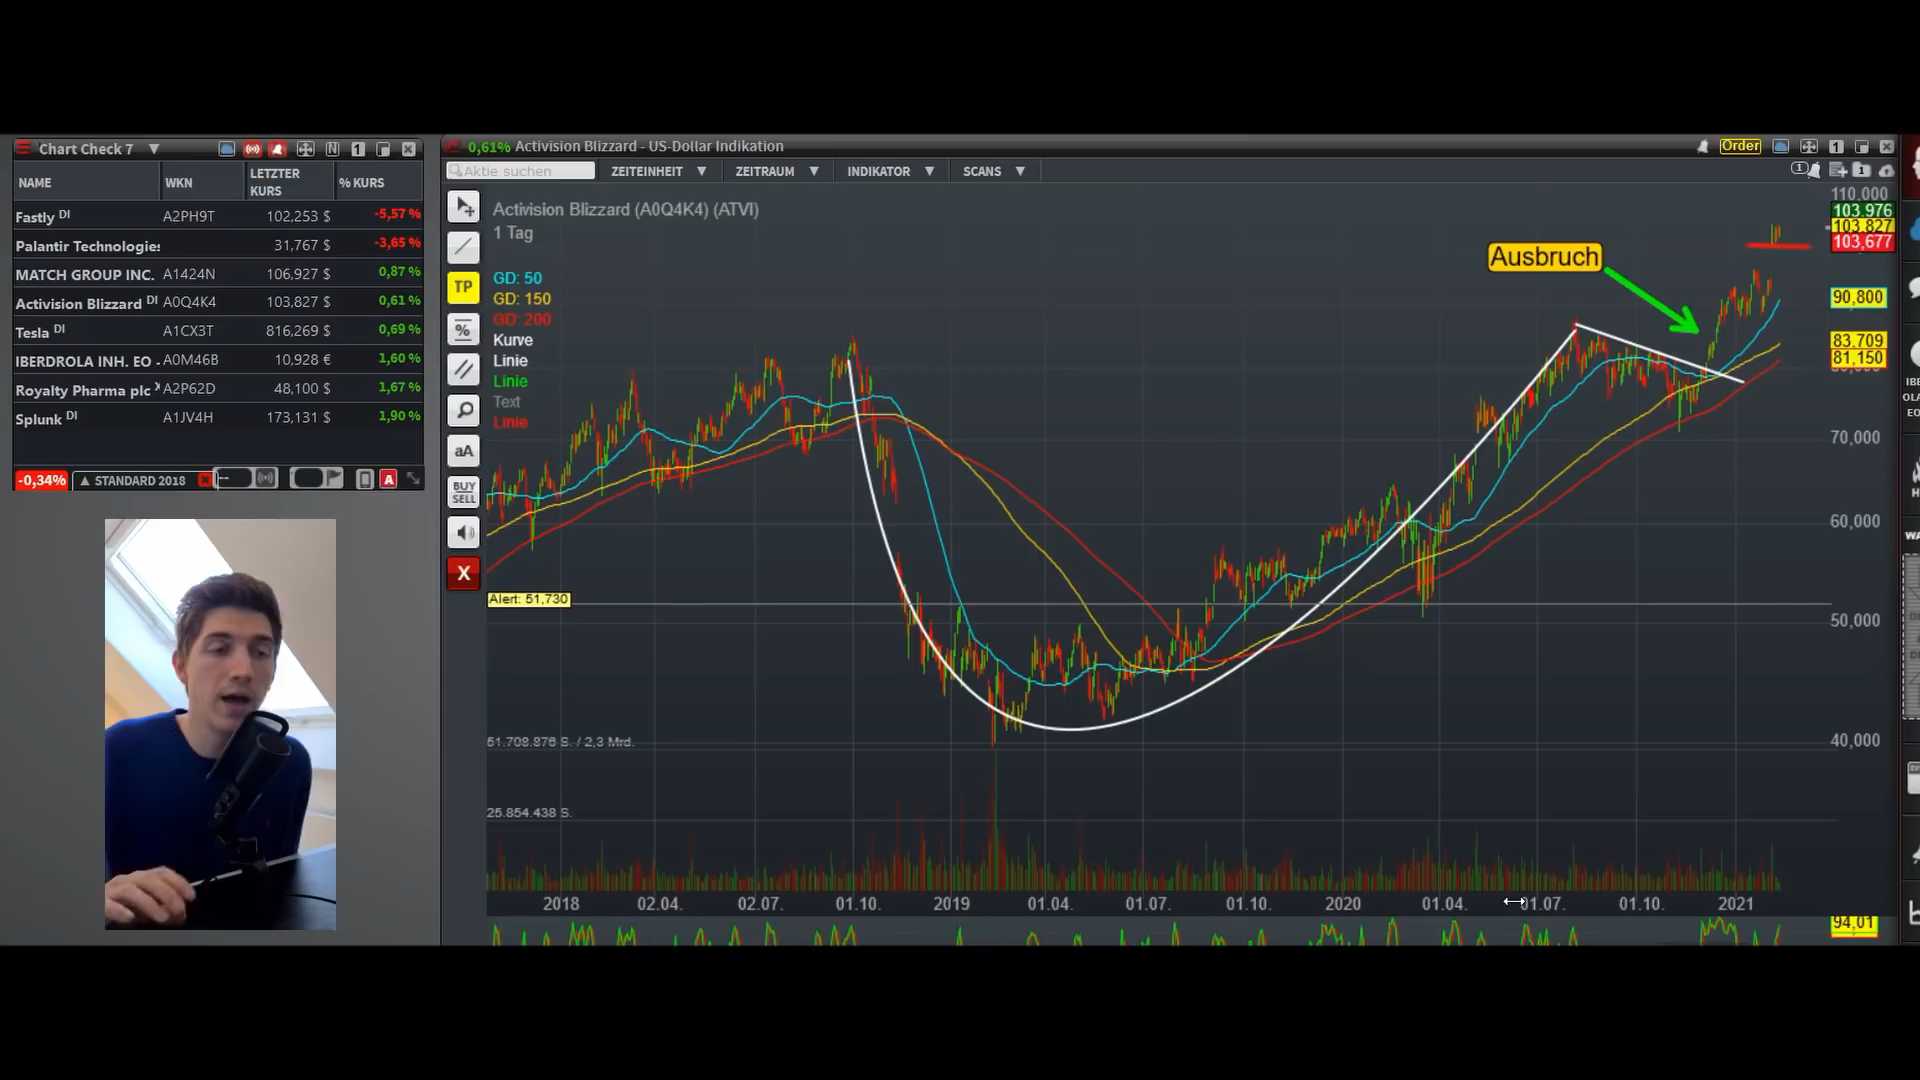 Chart Check 7
NAME WKN LETZTER KURS % KURS
Fastly DI A2PH9T 102,253 $ -5,57 %
Palantir Technologies 31,767 $ -3,65 %
MATCH GROUP INC. A1424N 106,927 $ 0,87 %
Activision Blizzard DI A0Q4K4 103,827 $ 0,61 %
Tesla DI A1CX3T 816,269 $ 0,69 %
IBERDROLA INH. EO - A0M46B 10,928 € 1,60 %
Royalty Pharma plc A2P62D 48,100 $ 1,67 %
Splunk DI A1JV4H 173,131 $ 1,90 %
-0,34% ▲ STANDARD 2018 -- A
0,61% Activision Blizzard - US-Dollar Indikation Order 1
Aktie suchen ZEITEINHEIT ZEITRAUM INDIKATOR SCANS
Activision Blizzard (A0Q4K4) (ATVI)
1 Tag
GD: 50
GD: 150
GD: 200
Kurve
Linie
Linie
Text
Linie
TP
%
aA
BUY
SELL
X
Ausbruch
Alert: 51,730
110,000
103,976
103,827
103,677
90,800
83,709
81,150
80,000
70,000
60,000
50,000
40,000
51.708.876 S. / 2,3 Mrd.
25.854.438 S.
2018 02.04. 02.07. 01.10. 2019 01.04. 01.07. 01.10. 2020 01.04. 01.07. 01.10. 2021
94,01